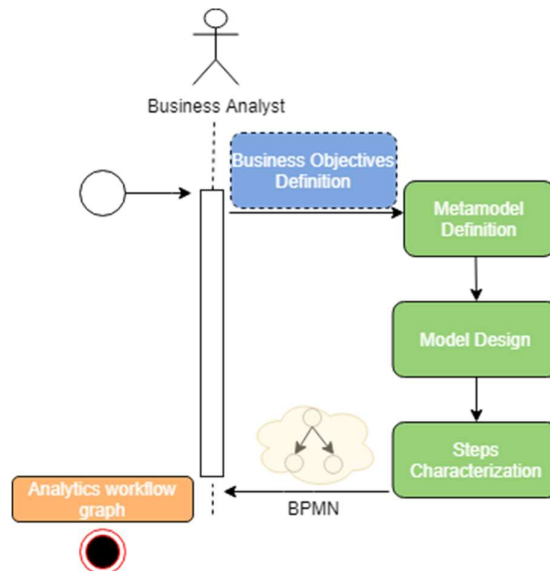 Business Analyst
Business Objectives
Definition
Metamodel
Definition
Model Design
Steps
Characterization
BPMN
Analytics workflow
graph